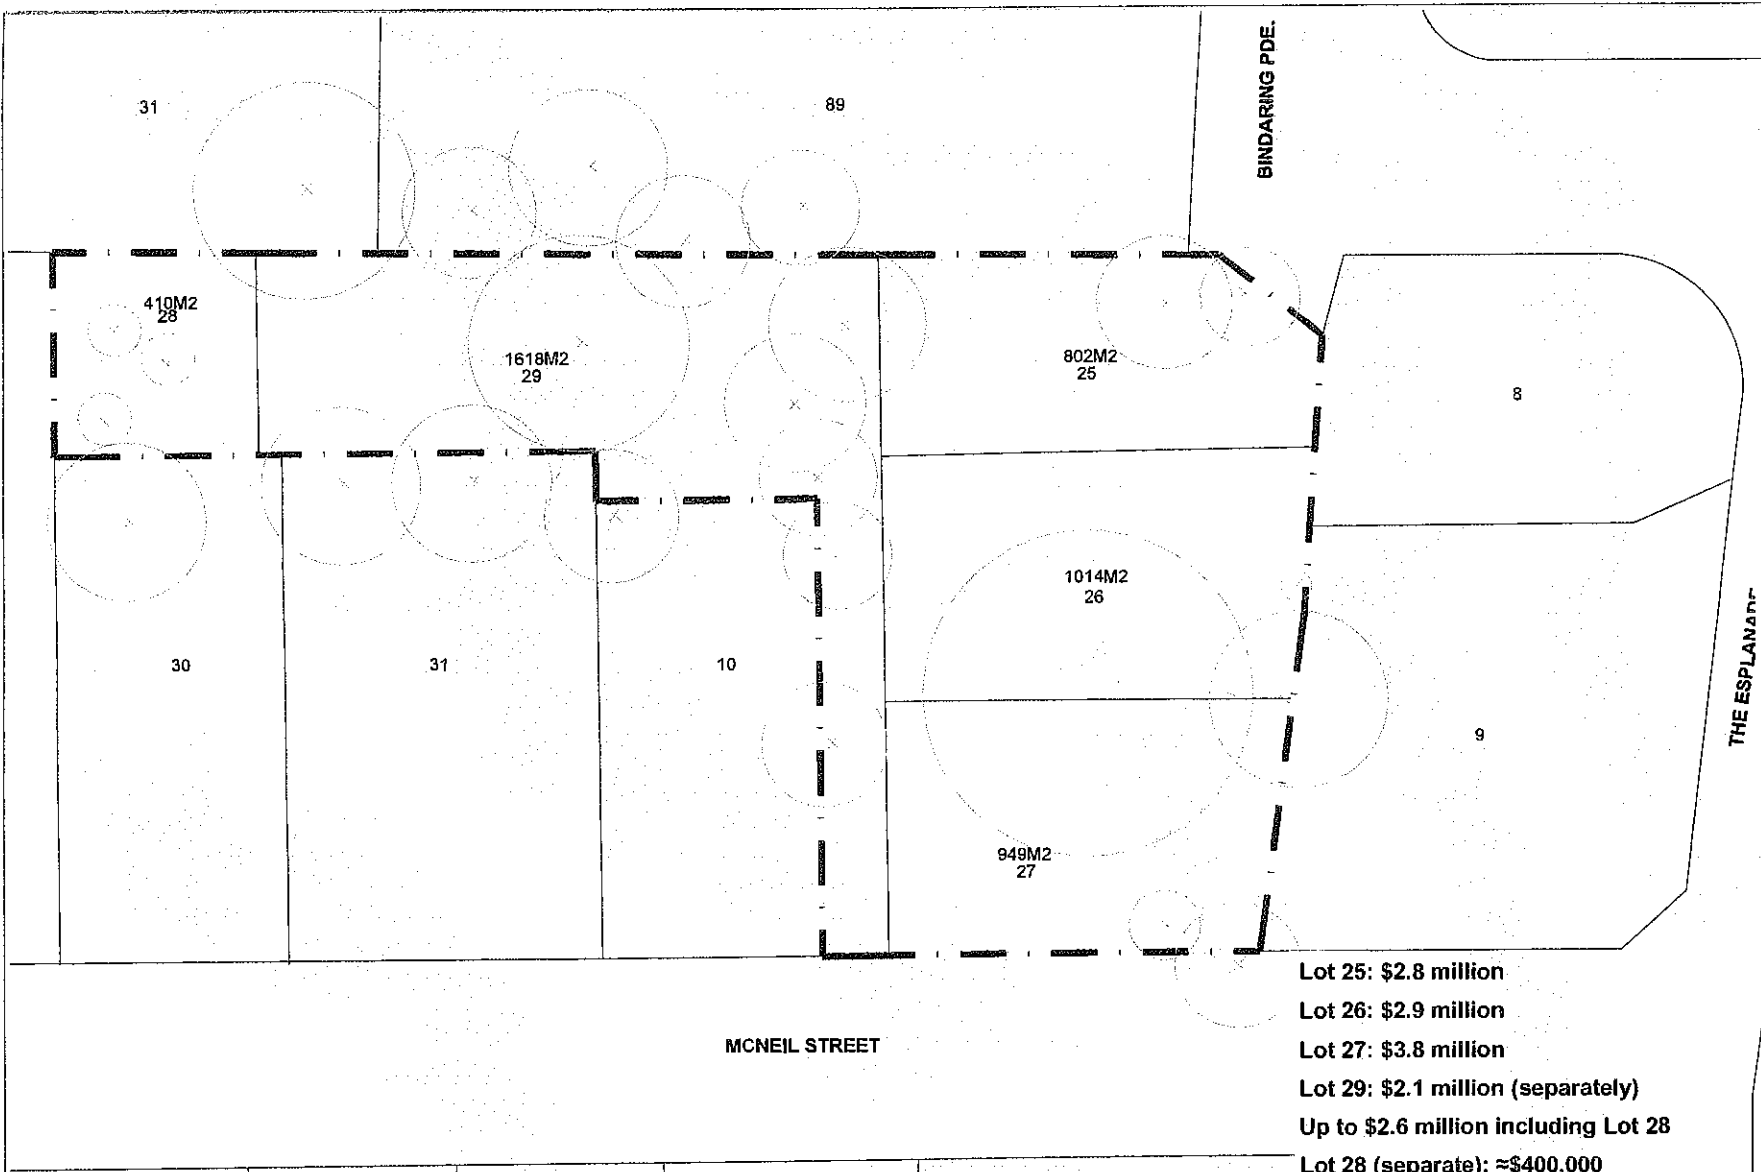 BINDARING PDE.
31
89
410M2
28
1618M2
29
802M2
25
8
1014M2
26
30
31
10
9
THE ESPLANADE
949M2
27
MCNEIL STREET
Lot 25: $2.8 million
Lot 26: $2.9 million
Lot 27: $3.8 million
Lot 29: $2.1 million (separately)
Up to $2.6 million including Lot 28
Lot 28 (separate): ≈$400.000